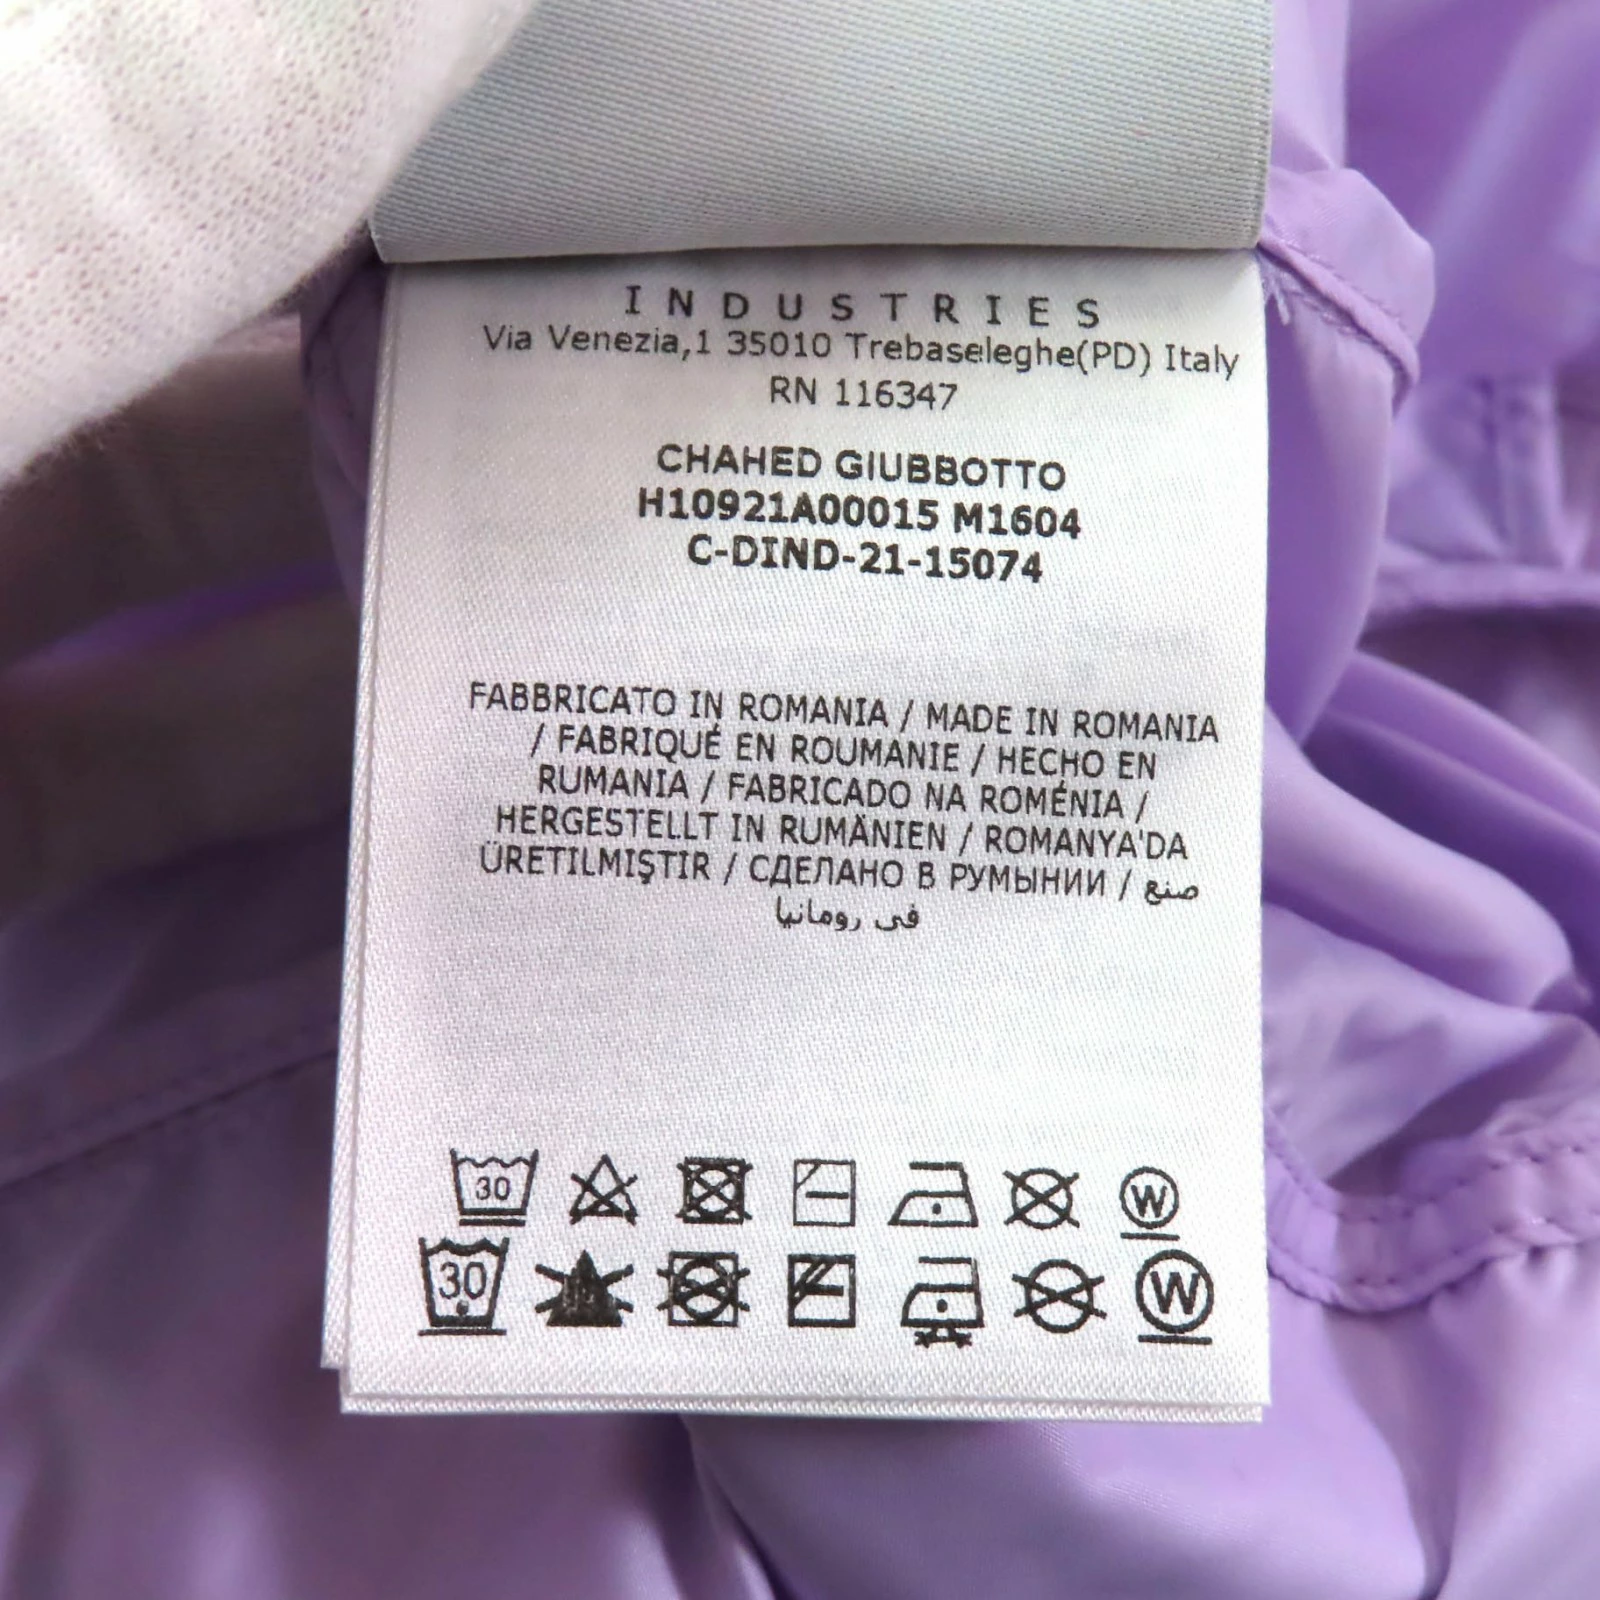 INDUSTRIES
Via Venezia,1 35010 Trebaseleghe(PD) Italy
RN 116347
CHAHED GIUBBOTTO
H10921A00015 M1604
C-DIND-21-15074
FABBRICATO IN ROMANIA / MADE IN ROMANIA
/ FABRIQUÉ EN ROUMANIE / HECHO EN
RUMANIA / FABRICADO NA ROMÉNIA /
HERGESTELLT IN RUMÄNIEN / ROMANYA'DA
ÜRETILMIŞTIR / СДЕЛАНО В РУМЫНИИ / صنع
فى رومانيا
30 W
30 W